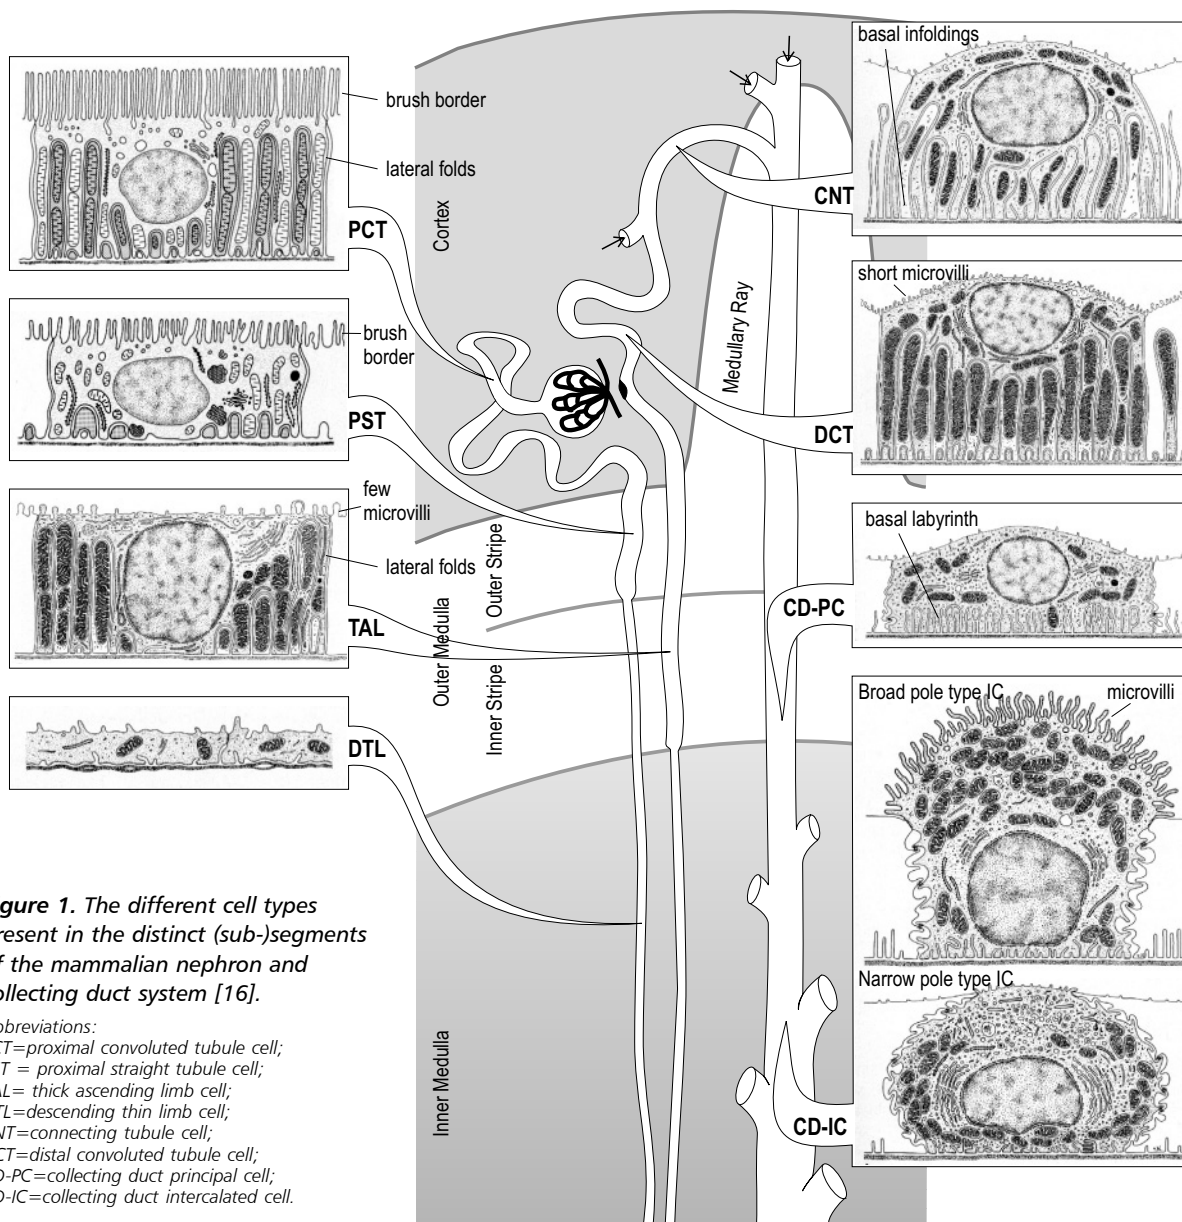 brush border
lateral folds
PCT
brush
border
PST
few
microvilli
lateral folds
TAL
DTL
Cortex
Outer Medulla
Outer Stripe
Inner Stripe
Inner Medulla
Medullary Ray
basal infoldings
CNT
short microvilli
DCT
basal labyrinth
CD-PC
Broad pole type IC
microvilli
Narrow pole type IC
CD-IC
gure 1. The different cell types
resent in the distinct (sub-)segments
f the mammalian nephron and
ollecting duct system [16].
bbreviations:
CT=proximal convoluted tubule cell;
T = proximal straight tubule cell;
AL= thick ascending limb cell;
TL=descending thin limb cell;
NT=connecting tubule cell;
CT=distal convoluted tubule cell;
D-PC=collecting duct principal cell;
D-IC=collecting duct intercalated cell.